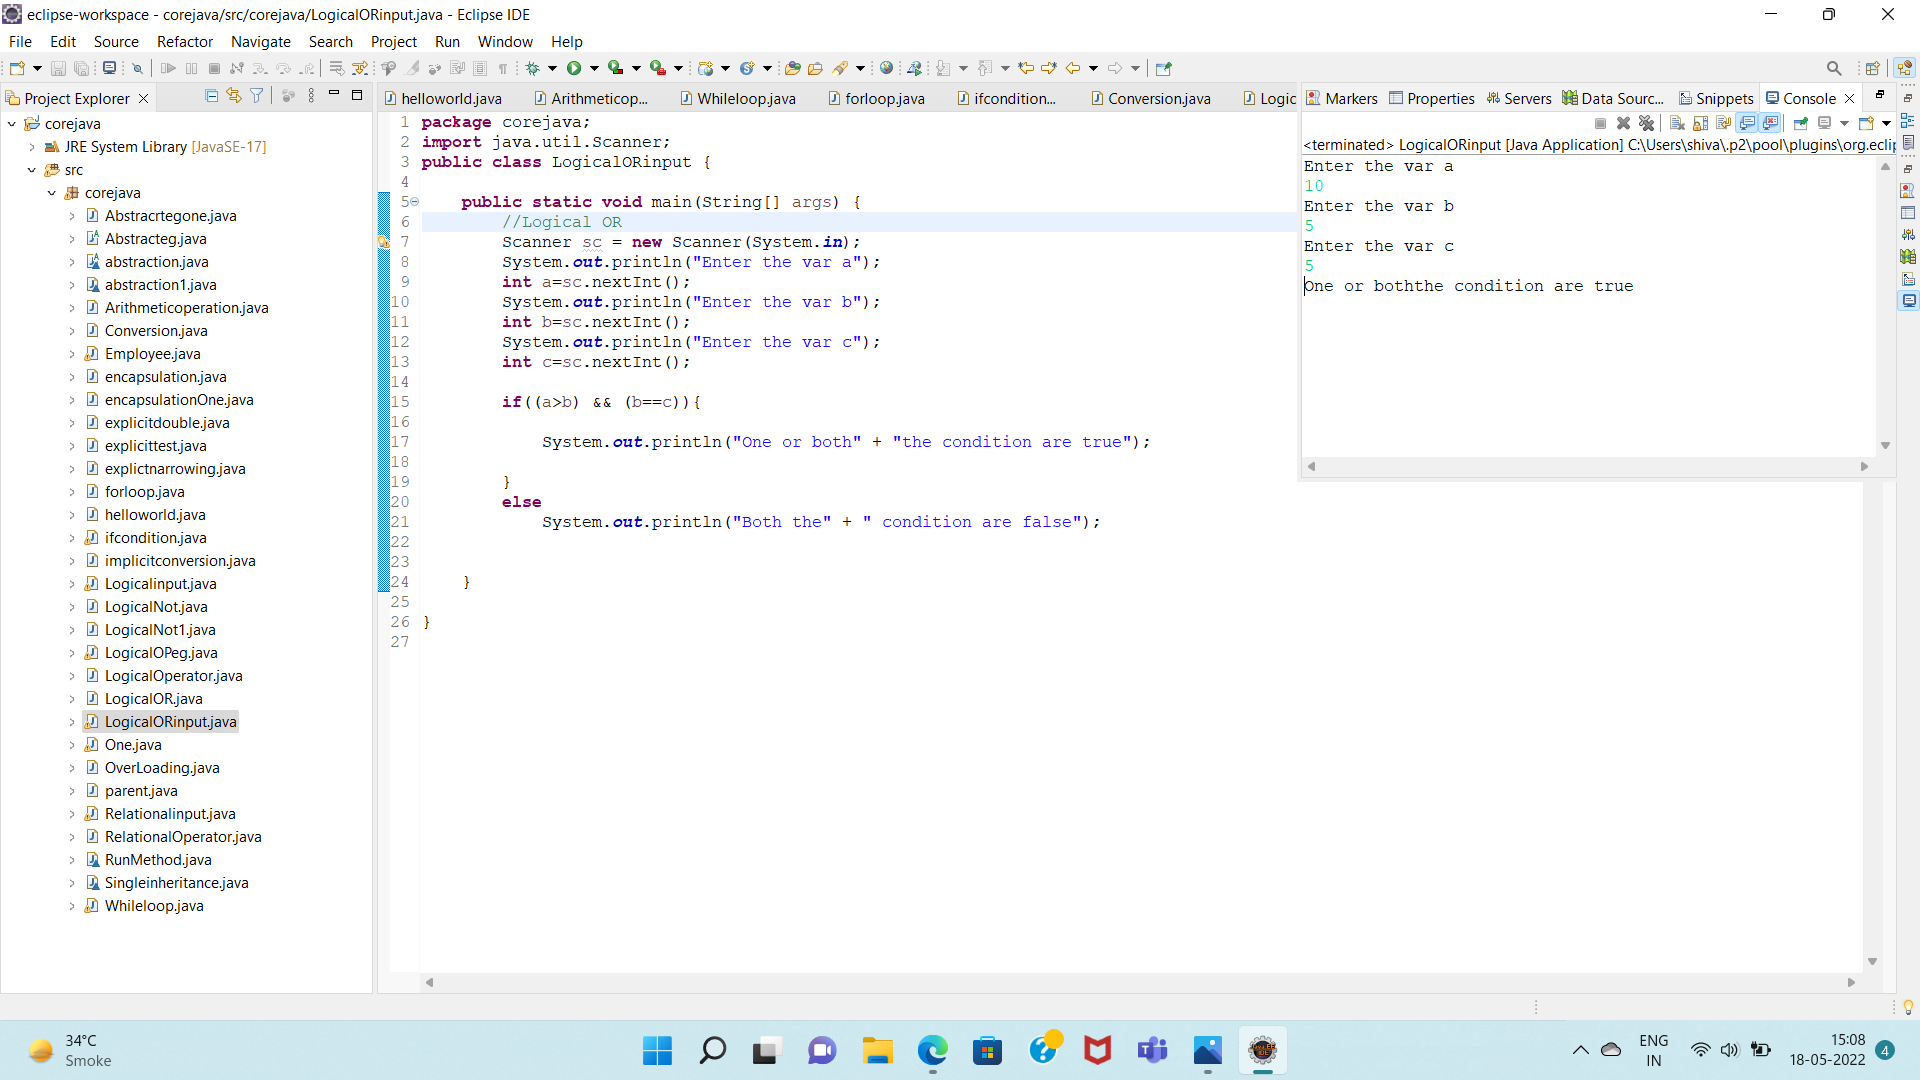 eclipse-workspace - corejava/src/corejava/LogicalORinput.java - Eclipse IDE
File Edit Source Refactor Navigate Search Project Run Window Help
Project Explorer
helloworld.java Arithmeticop... Whileloop.java forloop.java ifcondition... Conversion.java Logic
Markers Properties Servers Data Sourc... Snippets Console
corejava
JRE System Library [JavaSE-17]
src
corejava
Abstracrtegone.java
Abstracteg.java
abstraction.java
abstraction1.java
Arithmeticoperation.java
Conversion.java
Employee.java
encapsulation.java
encapsulationOne.java
explicitdouble.java
explicittest.java
explictnarrowing.java
forloop.java
helloworld.java
ifcondition.java
implicitconversion.java
Logicalinput.java
LogicalNot.java
LogicalNot1.java
LogicalOPeg.java
LogicalOperator.java
LogicalOR.java
LogicalORinput.java
One.java
OverLoading.java
parent.java
Relationalinput.java
RelationalOperator.java
RunMethod.java
Singleinheritance.java
Whileloop.java
1 package corejava;
2 import java.util.Scanner;
3 public class LogicalORinput {
4
5 public static void main(String[] args) {
6 //Logical OR
7 Scanner sc = new Scanner(System.in);
8 System.out.println("Enter the var a");
9 int a=sc.nextInt();
10 System.out.println("Enter the var b");
11 int b=sc.nextInt();
12 System.out.println("Enter the var c");
13 int c=sc.nextInt();
14
15 if((a>b) && (b==c)){
16
17 System.out.println("One or both" + "the condition are true");
18
19 }
20 else
21 System.out.println("Both the" + " condition are false");
22
23
24 }
25
26 }
27
<terminated> LogicalORinput [Java Application] C:\Users\shiva\.p2\pool\plugins\org.eclip
Enter the var a
10
Enter the var b
5
Enter the var c
5
One or boththe condition are true
34°C
Smoke
ENG
IN
15:08
18-05-2022
4